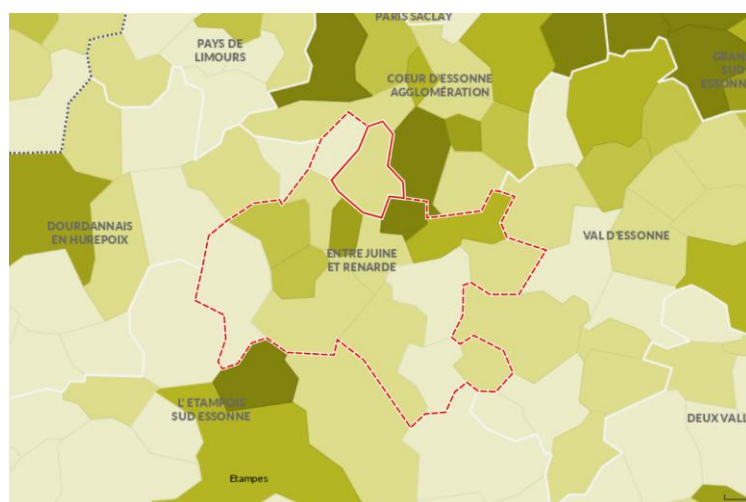 PARIS SACLAY
PAYS DE
LIMOURS
COEUR D'ESSONNE
AGGLOMÉRATION
GRAN
SUD
ESSONN
DOURDANNAIS
EN HUREPOIX
ENTRE JUINE
ET RENARDE
VAL D'ESSONNE
L' ETAMPOIS
SUD ESSONNE
DEUX VALL
Etampes